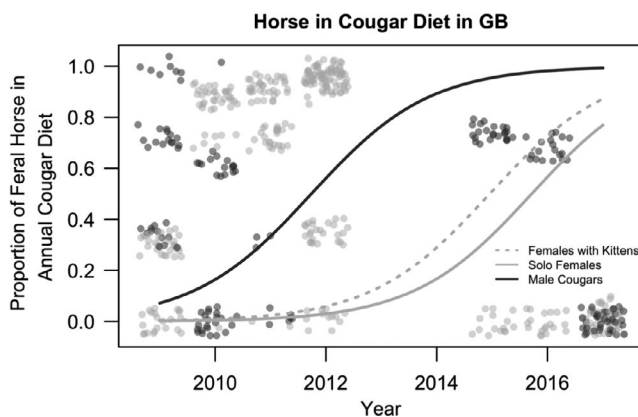 Horse in Cougar Diet in GB
Proportion of Feral Horse in
Annual Cougar Diet
1.0
0.8
0.6
0.4
0.2
0.0
Females with Kittens
Solo Females
Male Cougars
2010 2012 2014 2016
Year